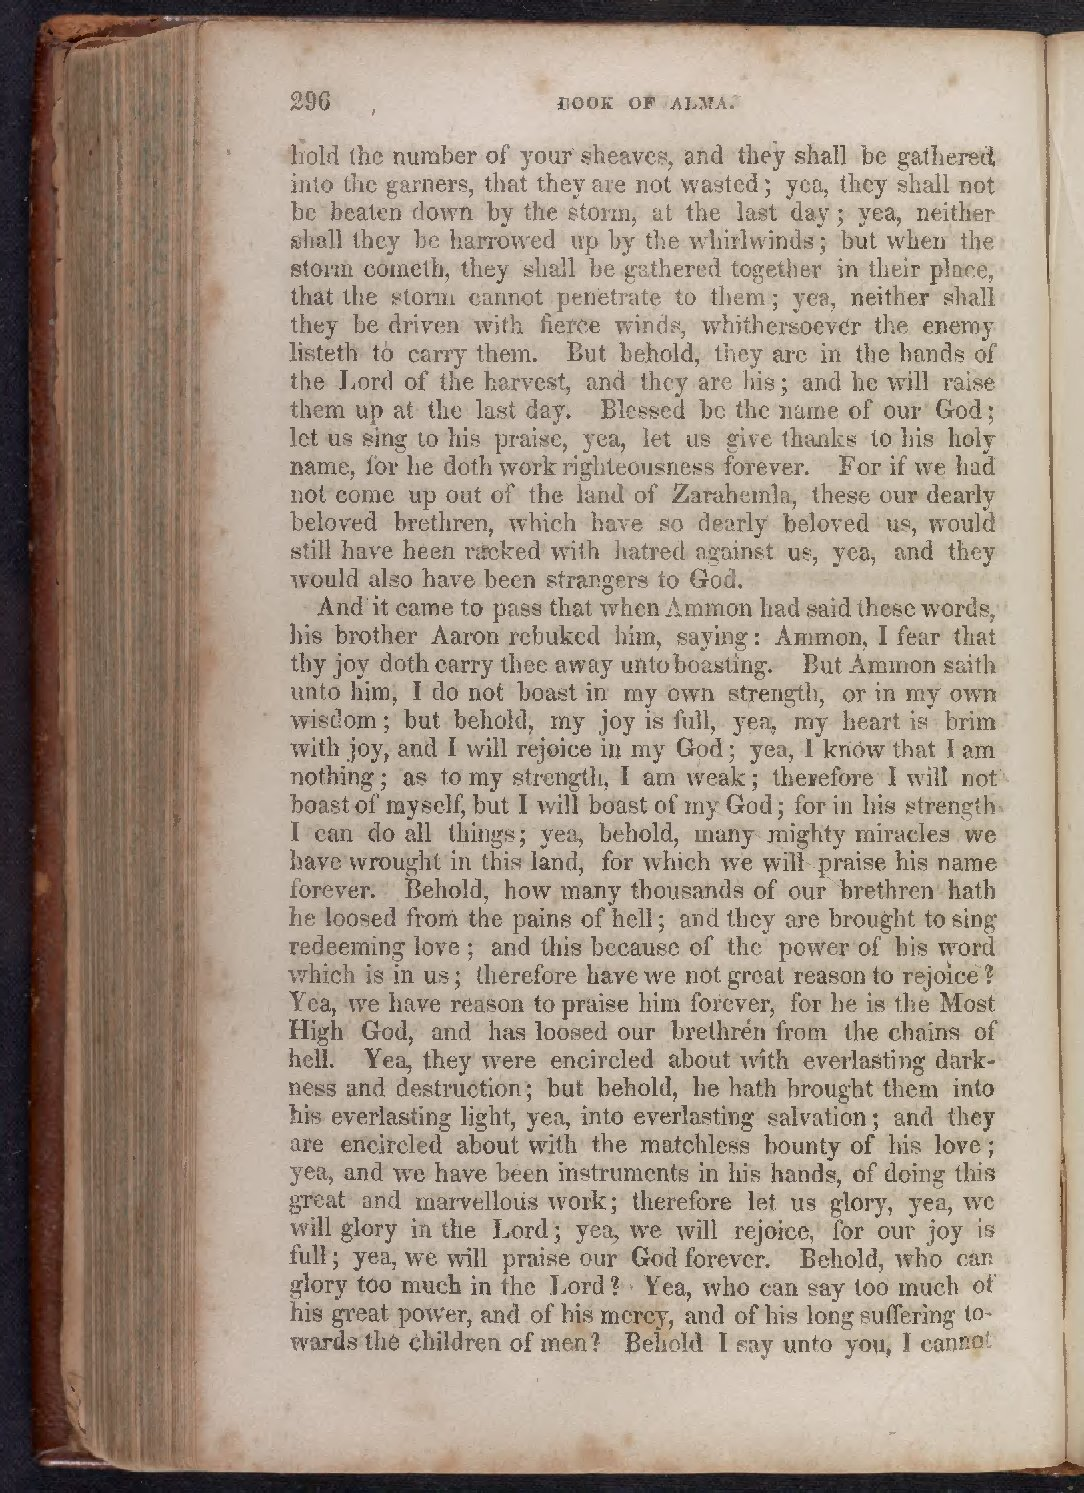 296
BOOK OF ALMA.
hold the number of your sheaves, and they shall be gathered,
into the garners, that they are not wasted; yea, they shall not
be beaten down by the storm, at the last day; yea, neither
shall they be harrowed up by the whirlwinds; but when the
storm cometh, they shall be gathered together in their place,
that the storm cannot penetrate to them; yea, neither shall
they be driven with fierce winds, whithersoever the enemy
listeth to carry them. But behold, they are in the hands of
the Lord of the harvest, and they are his; and he will raise
them up at the last day. Blessed be the name of our God;
let us sing to his praise, yea, let us give thanks to his holy
name, for he doth work righteousness forever. For if we had
not come up out of the land of Zarahemla, these our dearly
beloved brethren, which have so dearly beloved us, would
still have been racked with hatred against us, yea, and they
would also have been strangers to God.
And it came to pass that when Ammon had said these words,
his brother Aaron rebuked him, saying: Ammon, I fear that
thy joy doth carry thee away unto boasting. But Ammon saith
unto him, I do not boast in my own strength, or in my own
wisdom; but behold, my joy is full, yea, my heart is brim
with joy, and I will rejoice in my God; yea, I know that I am
nothing; as to my strength, I am weak; therefore I will not
boast of myself, but I will boast of my God; for in his strength
I can do all things; yea, behold, many mighty miracles we
have wrought in this land, for which we will praise his name
forever. Behold, how many thousands of our brethren hath
he loosed from the pains of hell; and they are brought to sing
redeeming love; and this because of the power of his word
which is in us; therefore have we not great reason to rejoice?
Yea, we have reason to praise him forever, for he is the Most
High God, and has loosed our brethren from the chains of
hell. Yea, they were encircled about with everlasting dark-
ness and destruction; but behold, he hath brought them into
his everlasting light, yea, into everlasting salvation; and they
are encircled about with the matchless bounty of his love;
yea, and we have been instruments in his hands, of doing this
great and marvellous work; therefore let us glory, yea, we
will glory in the Lord; yea, we will rejoice, for our joy is
full; yea, we will praise our God forever. Behold, who can
glory too much in the Lord? Yea, who can say too much of
his great power, and of his mercy, and of his long suffering to-
wards the children of men? Behold I say unto you, I cannot